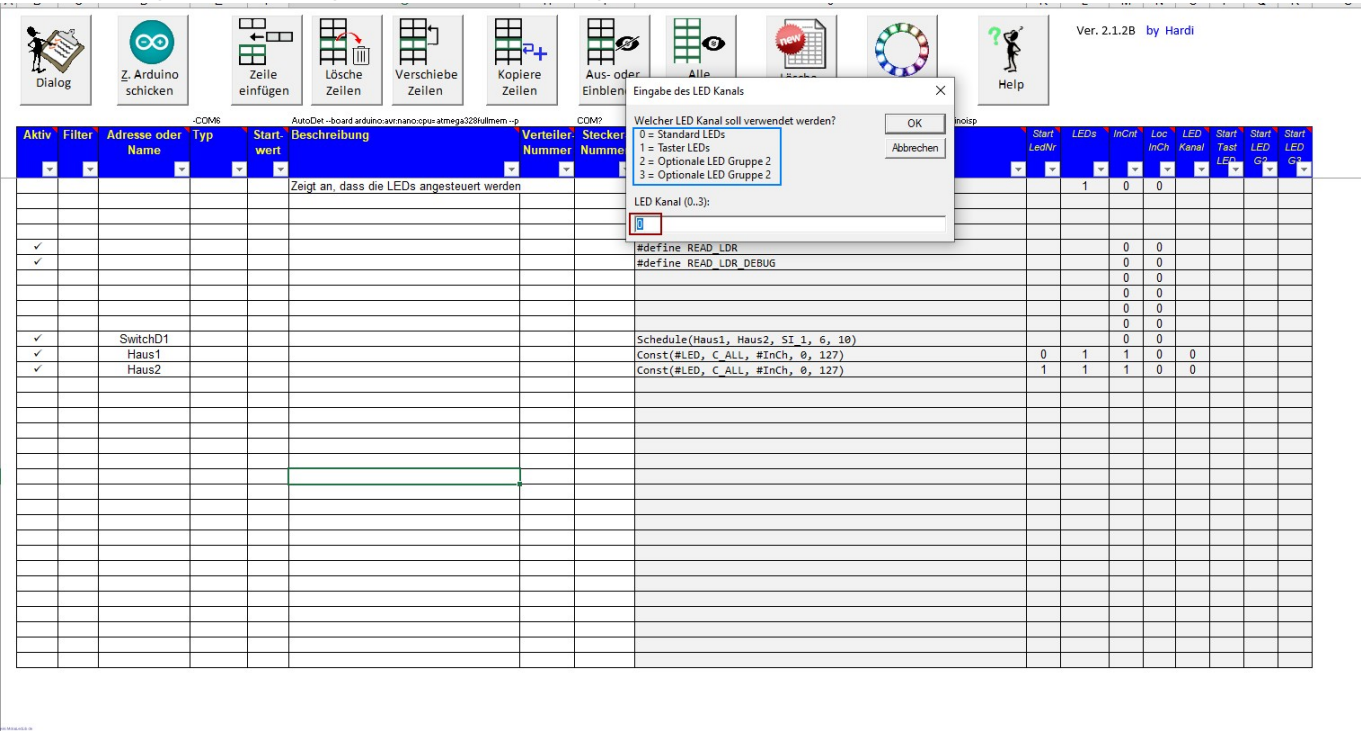 Dialog
Z. Arduino schicken
Zeile einfügen
Lösche Zeilen
Verschiebe Zeilen
Kopiere Zeilen
Aus- oder
Alle
new
Help
Ver. 2.1.2B by Hardi
Eingabe des LED Kanals
Welcher LED Kanal soll verwendet werden?
0 = Standard LEDs
1 = Taster LEDs
2 = Optionale LED Gruppe 2
3 = Optionale LED Gruppe 2
LED Kanal (0..3):
0
OK
Abbrechen
-COM6 AutoDet --board arduino:avr:nano:cpu=atmega328fullmem --p COM?
Aktiv Filter Adresse oder Name Typ Start-wert Beschreibung Verteiler-Nummer Start LedNr LEDs InCnt Loc InCh LED Kanal Start Tast LED Start LED G2 Start LED G3
Zeigt an, dass die LEDs angesteuert werden 1 0 0
✓ #define READ_LDR 0 0
✓ #define READ_LDR_DEBUG 0 0
0 0
0 0
0 0
0 0
✓ SwitchD1 Schedule(Haus1, Haus2, SI_1, 6, 10) 0 0
✓ Haus1 Const(#LED, C_ALL, #InCh, 0, 127) 0 1 1 0 0
✓ Haus2 Const(#LED, C_ALL, #InCh, 0, 127) 1 1 1 0 0